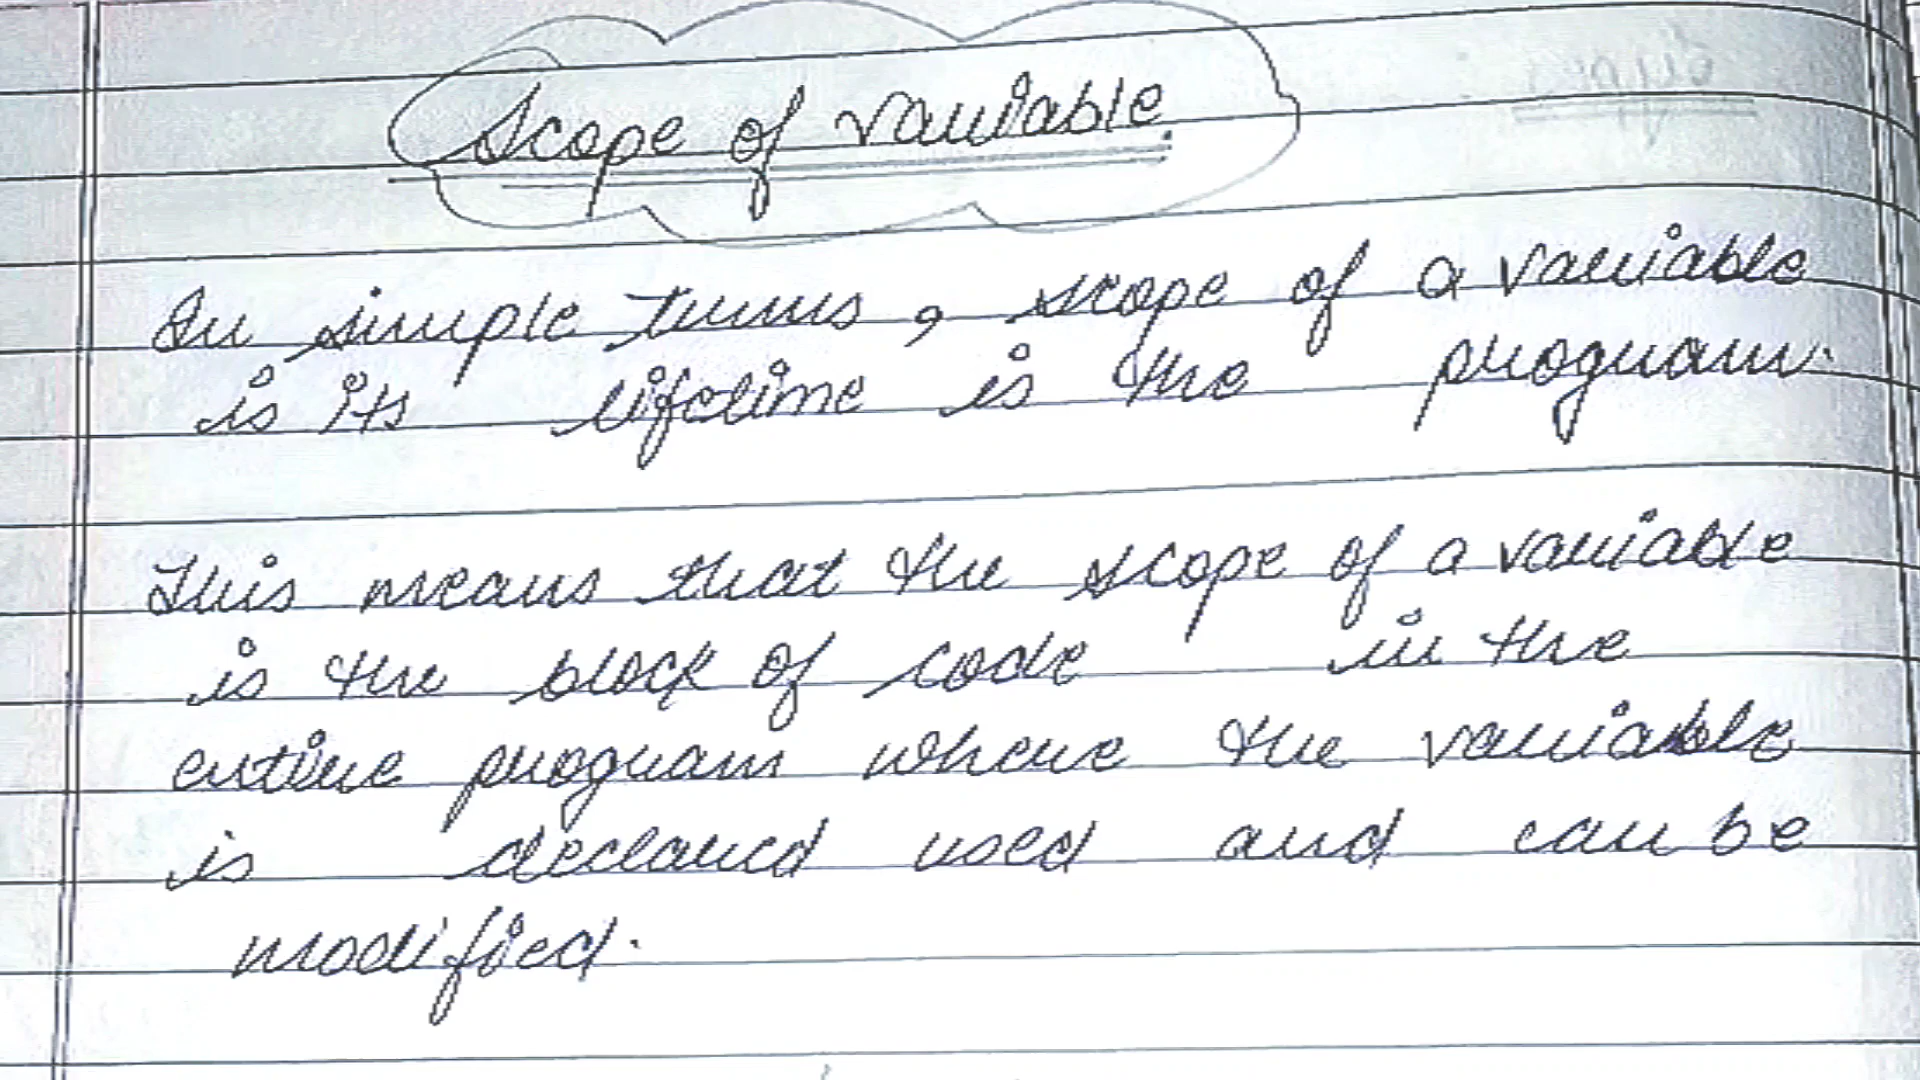 Scope of variable.
In simple terms, scope of a variable
is its lifetime is the program.
This means that the scope of a variable
is the block of code in the
entire program where the variable
is declared used and can be
modified.